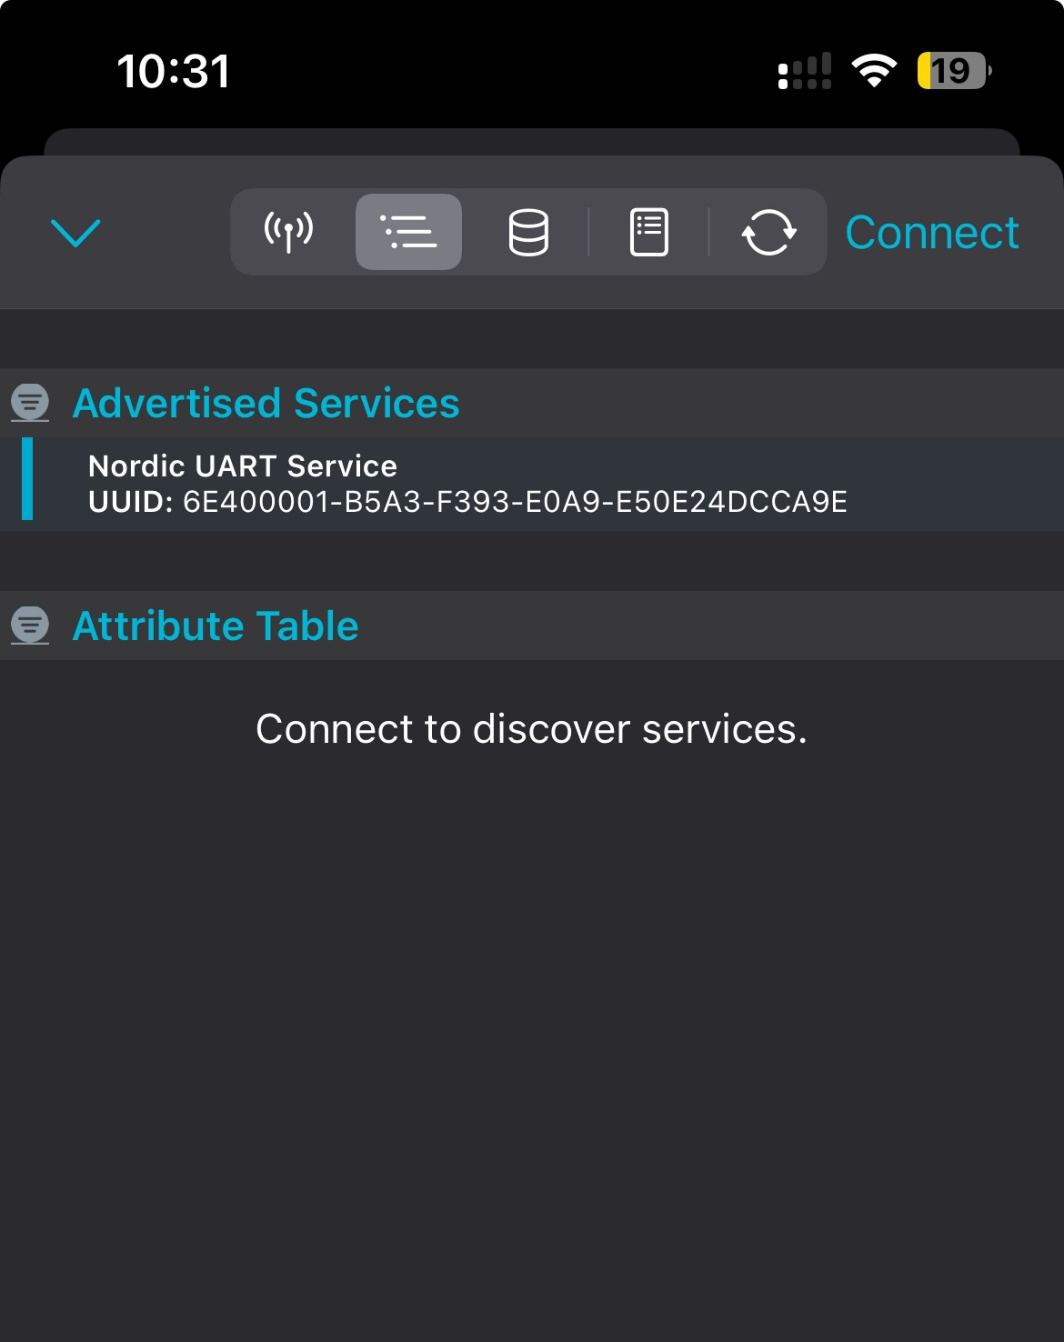 10:31
19
Connect
Advertised Services
Nordic UART Service
UUID: 6E400001-B5A3-F393-E0A9-E50E24DCCA9E
Attribute Table
Connect to discover services.